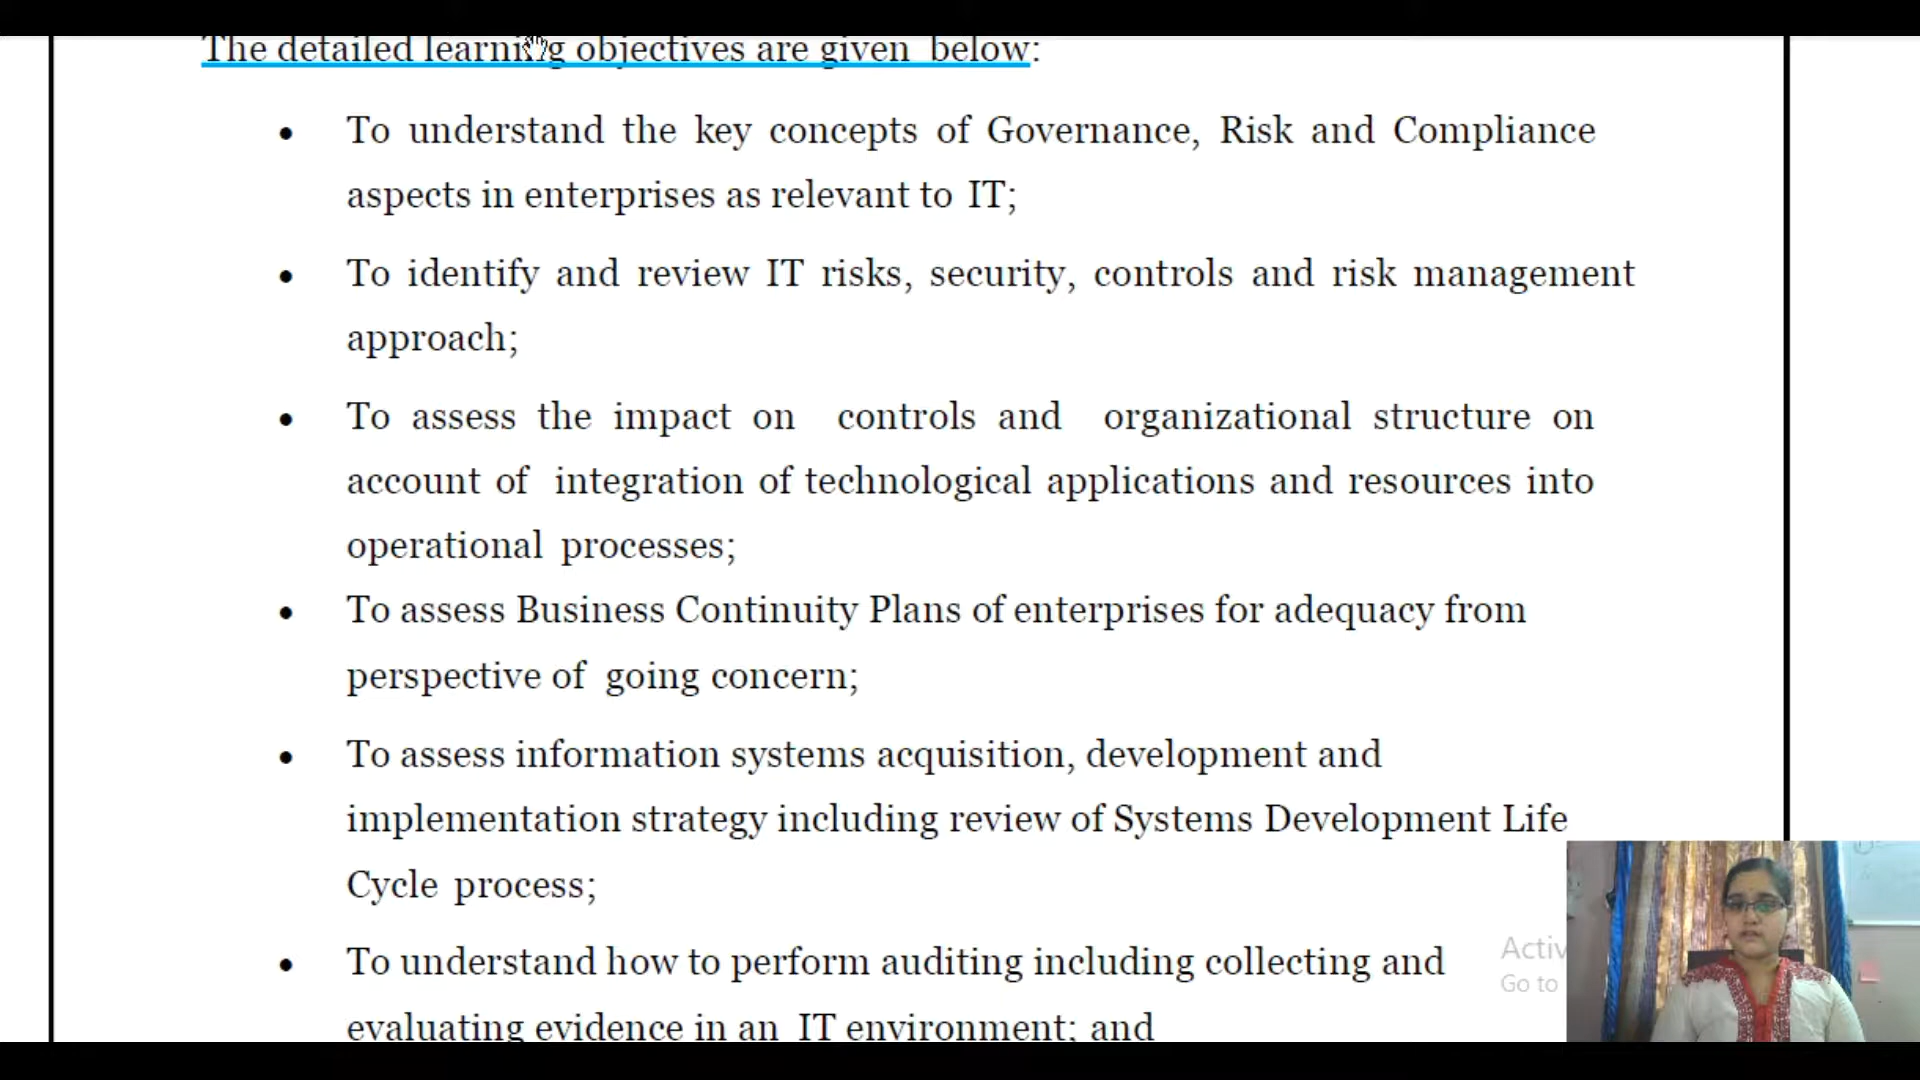 The detailed learning objectives are given below:
• To understand the key concepts of Governance, Risk and Compliance
aspects in enterprises as relevant to IT;
• To identify and review IT risks, security, controls and risk management
approach;
• To assess the impact on controls and organizational structure on
account of integration of technological applications and resources into
operational processes;
• To assess Business Continuity Plans of enterprises for adequacy from
perspective of going concern;
• To assess information systems acquisition, development and
implementation strategy including review of Systems Development Life
Cycle process;
• To understand how to perform auditing including collecting and
evaluating evidence in an IT environment; and
Activ
Go to